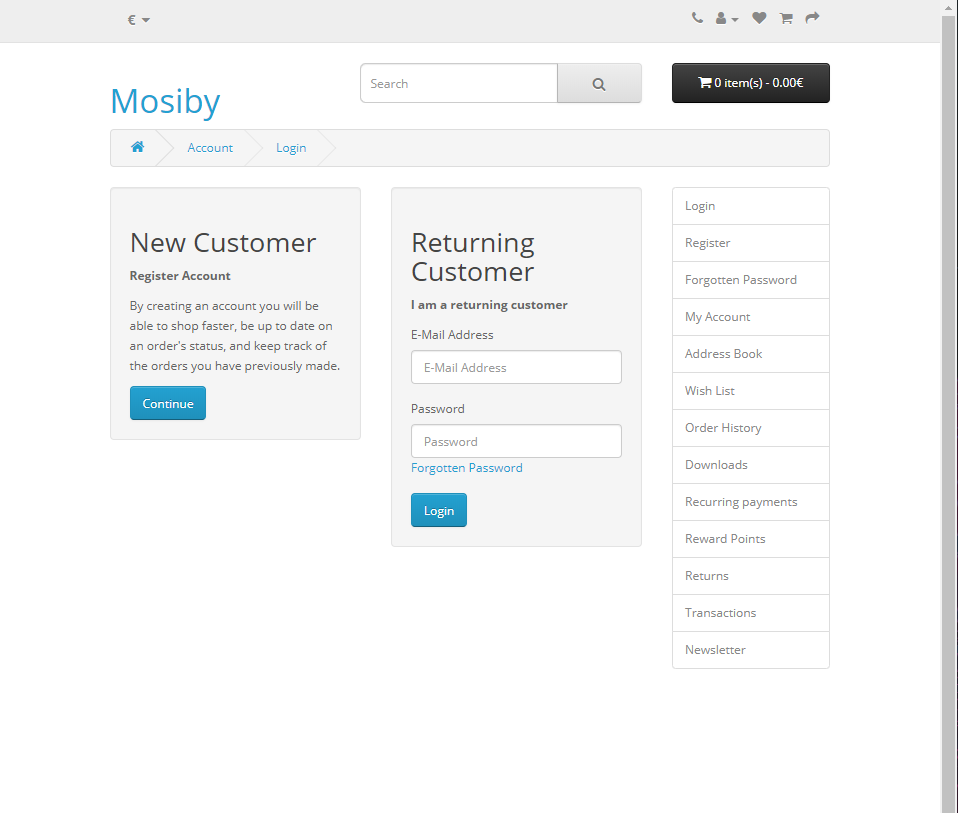 €
Mosiby
Search
0 item(s) - 0.00€
Account
Login
New Customer
Register Account
By creating an account you will be
able to shop faster, be up to date on
an order's status, and keep track of
the orders you have previously made.
Continue
Returning
Customer
I am a returning customer
E-Mail Address
E-Mail Address
Password
Password
Forgotten Password
Login
Login
Register
Forgotten Password
My Account
Address Book
Wish List
Order History
Downloads
Recurring payments
Reward Points
Returns
Transactions
Newsletter